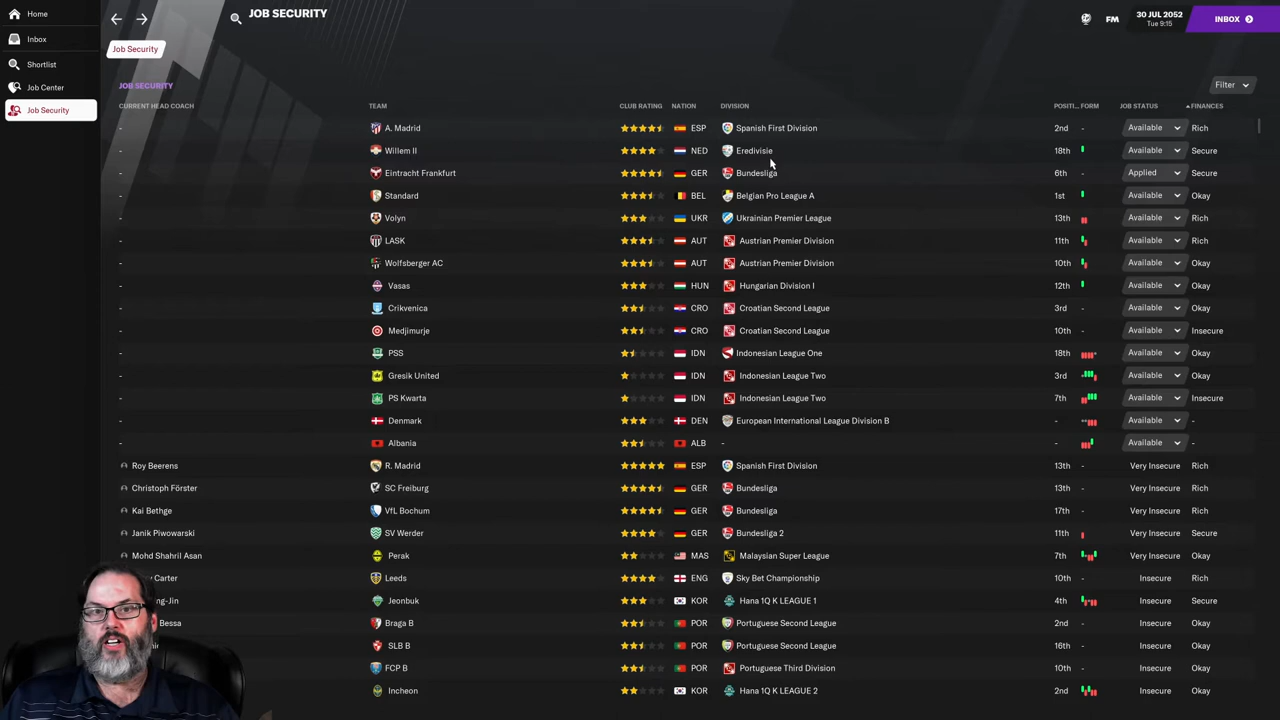 Home
Inbox
Shortlist
Job Center
Job Security
JOB SECURITY
FM
30 JUL 2052
Tue 9:15
INBOX
Job Security
JOB SECURITY
Filter
CURRENT HEAD COACH TEAM CLUB RATING NATION DIVISION POSITI... FORM JOB STATUS FINANCES
- A. Madrid ESP Spanish First Division 2nd - Available Rich
- Willem II NED Eredivisie 18th Available Secure
- Eintracht Frankfurt GER Bundesliga 6th - Applied Secure
- Standard BEL Belgian Pro League A 1st Available Okay
- Volyn UKR Ukrainian Premier League 13th Available Rich
- LASK AUT Austrian Premier Division 11th Available Rich
- Wolfsberger AC AUT Austrian Premier Division 10th Available Okay
- Vasas HUN Hungarian Division I 12th Available Okay
- Crikvenica CRO Croatian Second League 3rd - Available Okay
- Medjimurje CRO Croatian Second League 10th - Available Insecure
- PSS IDN Indonesian League One 18th Available Okay
- Gresik United IDN Indonesian League Two 3rd Available Okay
- PS Kwarta IDN Indonesian League Two 7th Available Insecure
- Denmark DEN European International League Division B - Available -
- Albania ALB - - Available -
Roy Beerens R. Madrid ESP Spanish First Division 13th - Very Insecure Rich
Christoph Förster SC Freiburg GER Bundesliga 13th - Very Insecure Rich
Kai Bethge VfL Bochum GER Bundesliga 17th - Very Insecure Rich
Janik Piwowarski SV Werder GER Bundesliga 2 11th Very Insecure Secure
Mohd Shahril Asan Perak MAS Malaysian Super League 7th Very Insecure Okay
Carter Leeds ENG Sky Bet Championship 10th - Insecure Rich
Jeonbuk KOR Hana 1Q K LEAGUE 1 4th Insecure Secure
Bessa Braga B POR Portuguese Second League 2nd - Insecure Okay
SLB B POR Portuguese Second League 16th - Insecure Okay
FCP B POR Portuguese Third Division 10th - Insecure Okay
Incheon KOR Hana 1Q K LEAGUE 2 2nd Insecure Okay